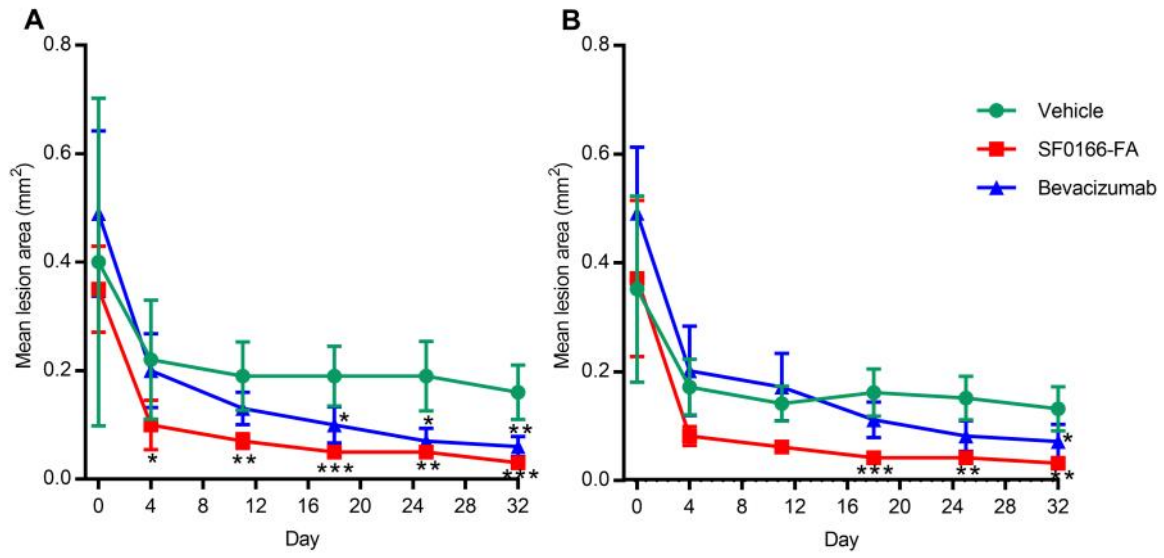 A
Mean lesion area (mm²)
0.8
0.6
0.4
0.2
0.0
*
**
***
*
*
**
**
***
0 4 8 12 16 20 24 28 32
Day
B
Mean lesion area (mm²)
0.8
0.6
0.4
0.2
0.0
***
**
*
**
0 4 8 12 16 20 24 28 32
Day
Vehicle
SF0166-FA
Bevacizumab